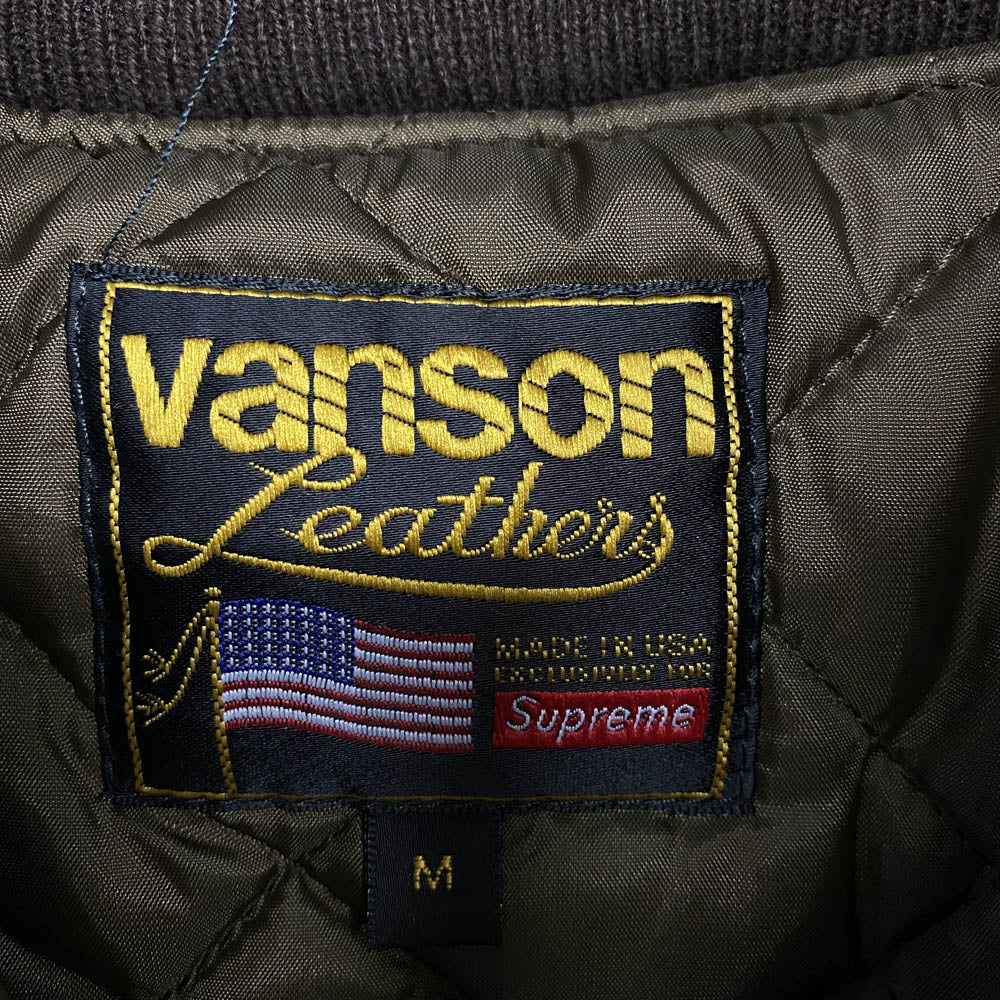 vanson
Leathers
MADE IN USA
EXCLUSIVELY FOR
Supreme
M